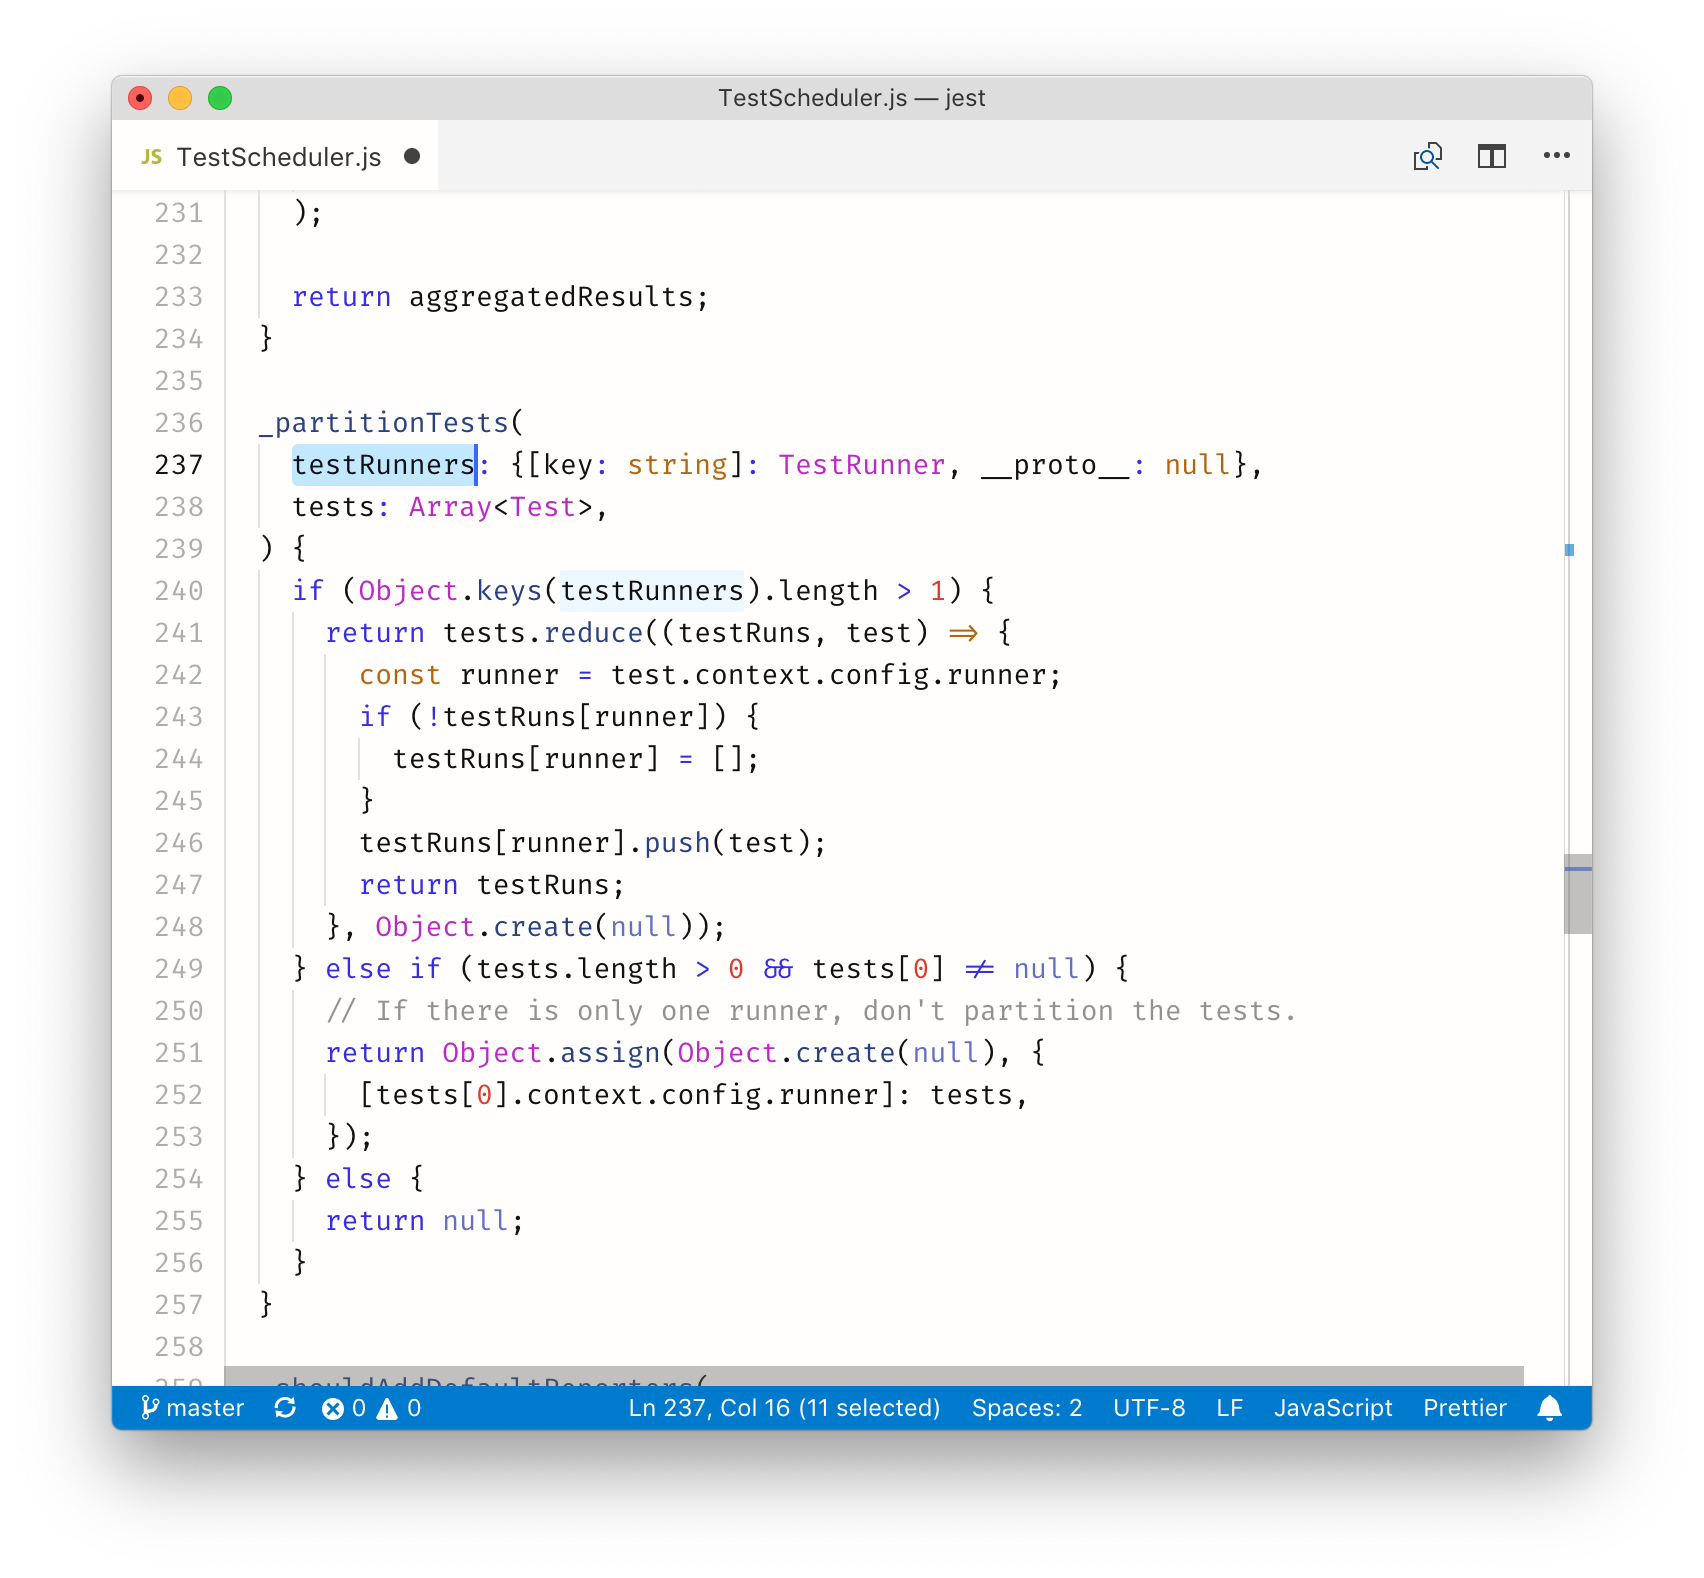 TestScheduler.js — jest
JS TestScheduler.js
231 );
232
233 return aggregatedResults;
234 }
235
236 _partitionTests(
237 testRunners: {[key: string]: TestRunner, __proto__: null},
238 tests: Array<Test>,
239 ) {
240 if (Object.keys(testRunners).length > 1) {
241 return tests.reduce((testRuns, test) => {
242 const runner = test.context.config.runner;
243 if (!testRuns[runner]) {
244 testRuns[runner] = [];
245 }
246 testRuns[runner].push(test);
247 return testRuns;
248 }, Object.create(null));
249 } else if (tests.length > 0 && tests[0] != null) {
250 // If there is only one runner, don't partition the tests.
251 return Object.assign(Object.create(null), {
252 [tests[0].context.config.runner]: tests,
253 });
254 } else {
255 return null;
256 }
257 }
258
259 _shouldAddDefaultReporters(
master 0 0 Ln 237, Col 16 (11 selected) Spaces: 2 UTF-8 LF JavaScript Prettier